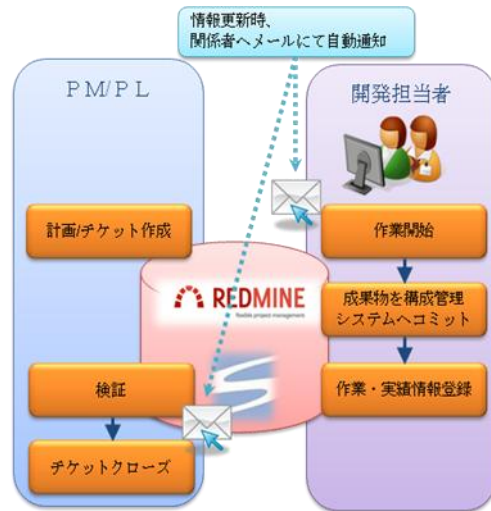 情報更新時、
関係者へメールにて自動通知
PM/PL
開発担当者
計画/チケット作成
作業開始
REDMINE
flexible project management
成果物を構成管理
システムへコミット
検証
作業・実績情報登録
チケットクローズ